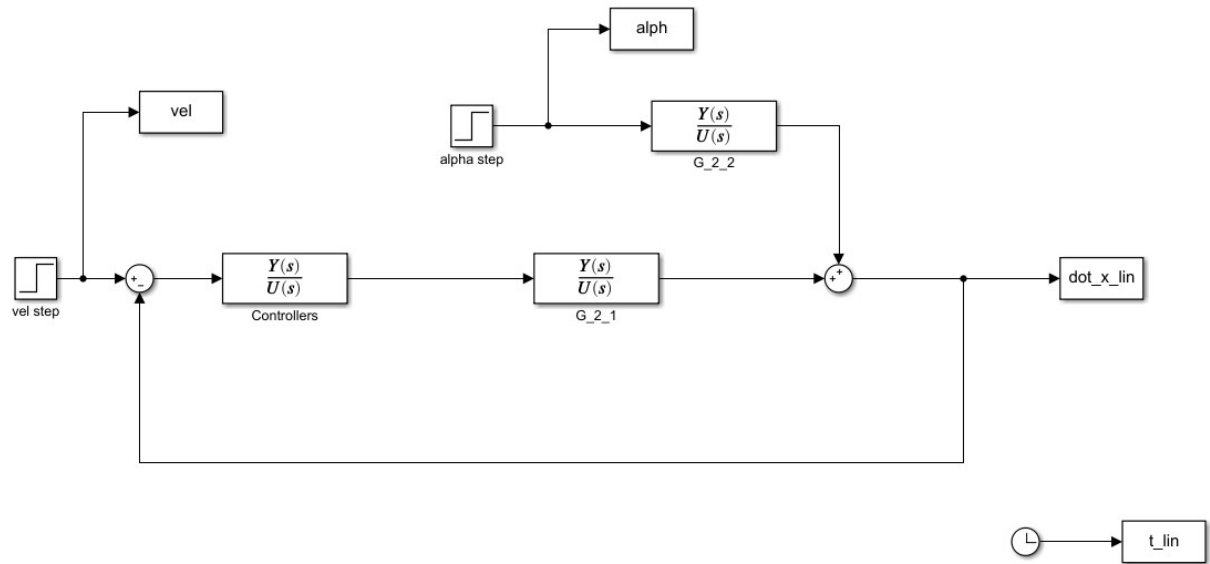 alph
vel
Y(s)
U(s)
alpha step
G_2_2
+
+
+
-
Y(s)
U(s)
Y(s)
U(s)
+
dot_x_lin
vel step
Controllers
G_2_1
t_lin